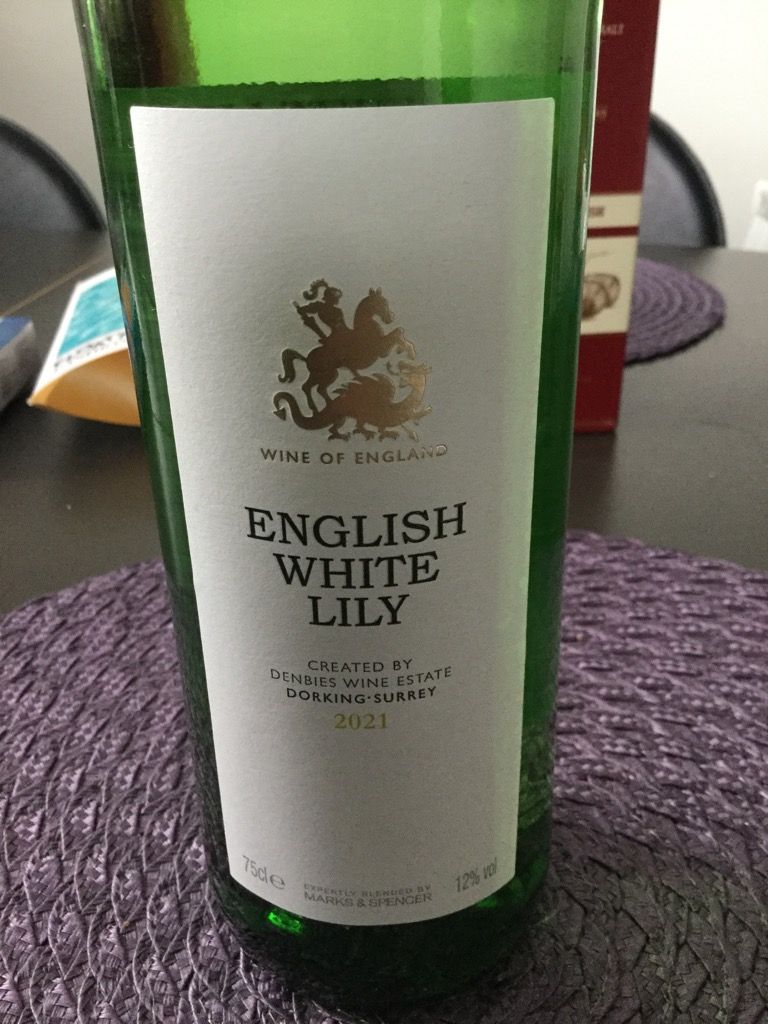 WINE OF ENGLAND
ENGLISH
WHITE
LILY
CREATED BY
DENBIES WINE ESTATE
DORKING·SURREY
2021
75cl e
EXPERTLY BLENDED BY
MARKS & SPENCER
12% vol